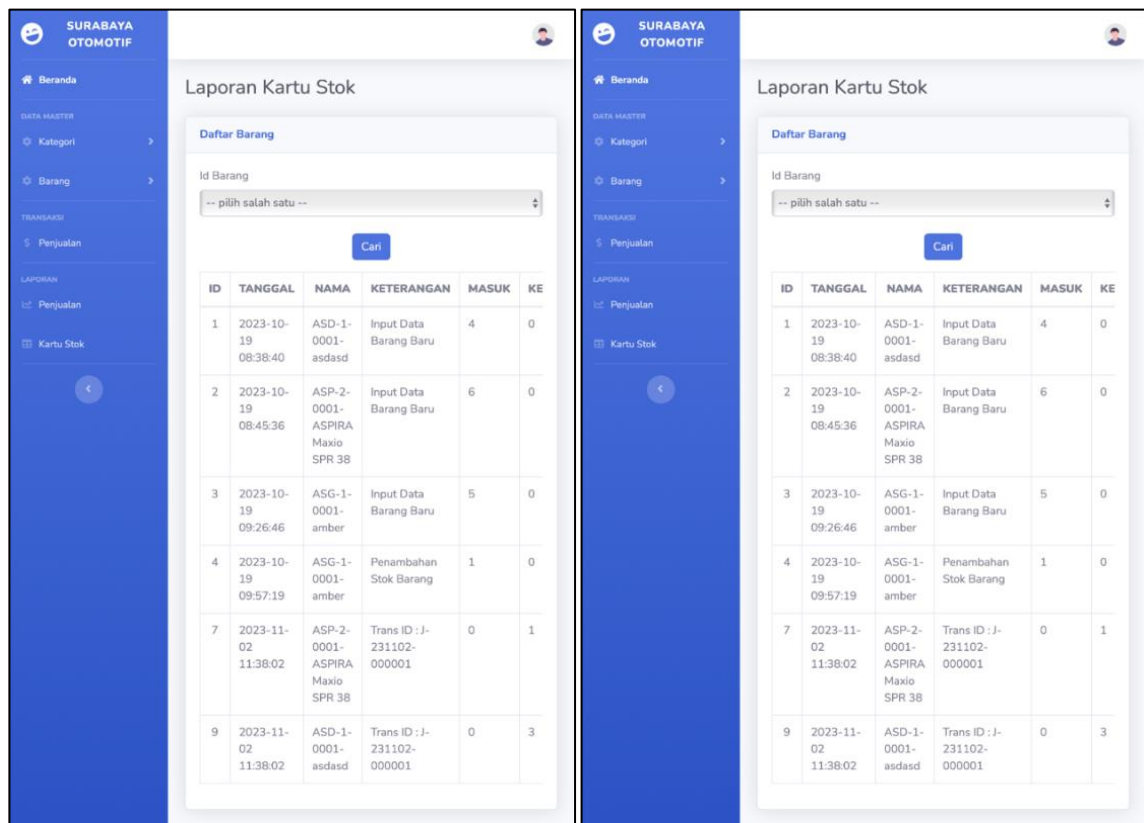 SURABAYA
OTOMOTIF
Beranda
DATA MASTER
Kategori
Barang
TRANSAKSI
Penjualan
LAPORAN
Penjualan
Kartu Stok
Laporan Kartu Stok
Daftar Barang
Id Barang
-- pilih salah satu --
Cari
ID TANGGAL NAMA KETERANGAN MASUK KE
1 2023-10- ASD-1- Input Data 4 0
19 0001- Barang Baru
08:38:40 asdasd
2 2023-10- ASP-2- Input Data 6 0
19 0001- Barang Baru
08:45:36 ASPIRA
Maxio
SPR 38
3 2023-10- ASG-1- Input Data 5 0
19 0001- Barang Baru
09:26:46 amber
4 2023-10- ASG-1- Penambahan 1 0
19 0001- Stok Barang
09:57:19 amber
7 2023-11- ASP-2- Trans ID : J- 0 1
02 0001- 231102-
11:38:02 ASPIRA 000001
Maxio
SPR 38
9 2023-11- ASD-1- Trans ID : J- 0 3
02 0001- 231102-
11:38:02 asdasd 000001
SURABAYA
OTOMOTIF
Beranda
DATA MASTER
Kategori
Barang
TRANSAKSI
Penjualan
LAPORAN
Penjualan
Kartu Stok
Laporan Kartu Stok
Daftar Barang
Id Barang
-- pilih salah satu --
Cari
ID TANGGAL NAMA KETERANGAN MASUK KE
1 2023-10- ASD-1- Input Data 4 0
19 0001- Barang Baru
08:38:40 asdasd
2 2023-10- ASP-2- Input Data 6 0
19 0001- Barang Baru
08:45:36 ASPIRA
Maxio
SPR 38
3 2023-10- ASG-1- Input Data 5 0
19 0001- Barang Baru
09:26:46 amber
4 2023-10- ASG-1- Penambahan 1 0
19 0001- Stok Barang
09:57:19 amber
7 2023-11- ASP-2- Trans ID : J- 0 1
02 0001- 231102-
11:38:02 ASPIRA 000001
Maxio
SPR 38
9 2023-11- ASD-1- Trans ID : J- 0 3
02 0001- 231102-
11:38:02 asdasd 000001